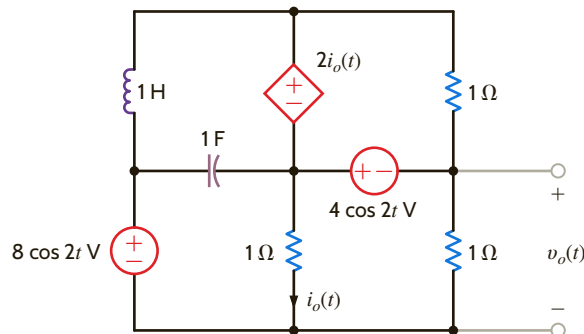 2i_o(t)
1 H
1 Ω
1 F
+ −
+
−
+ −
4 cos 2t V
+
8 cos 2t V
+
−
1 Ω
1 Ω
v_o(t)
i_o(t)
−